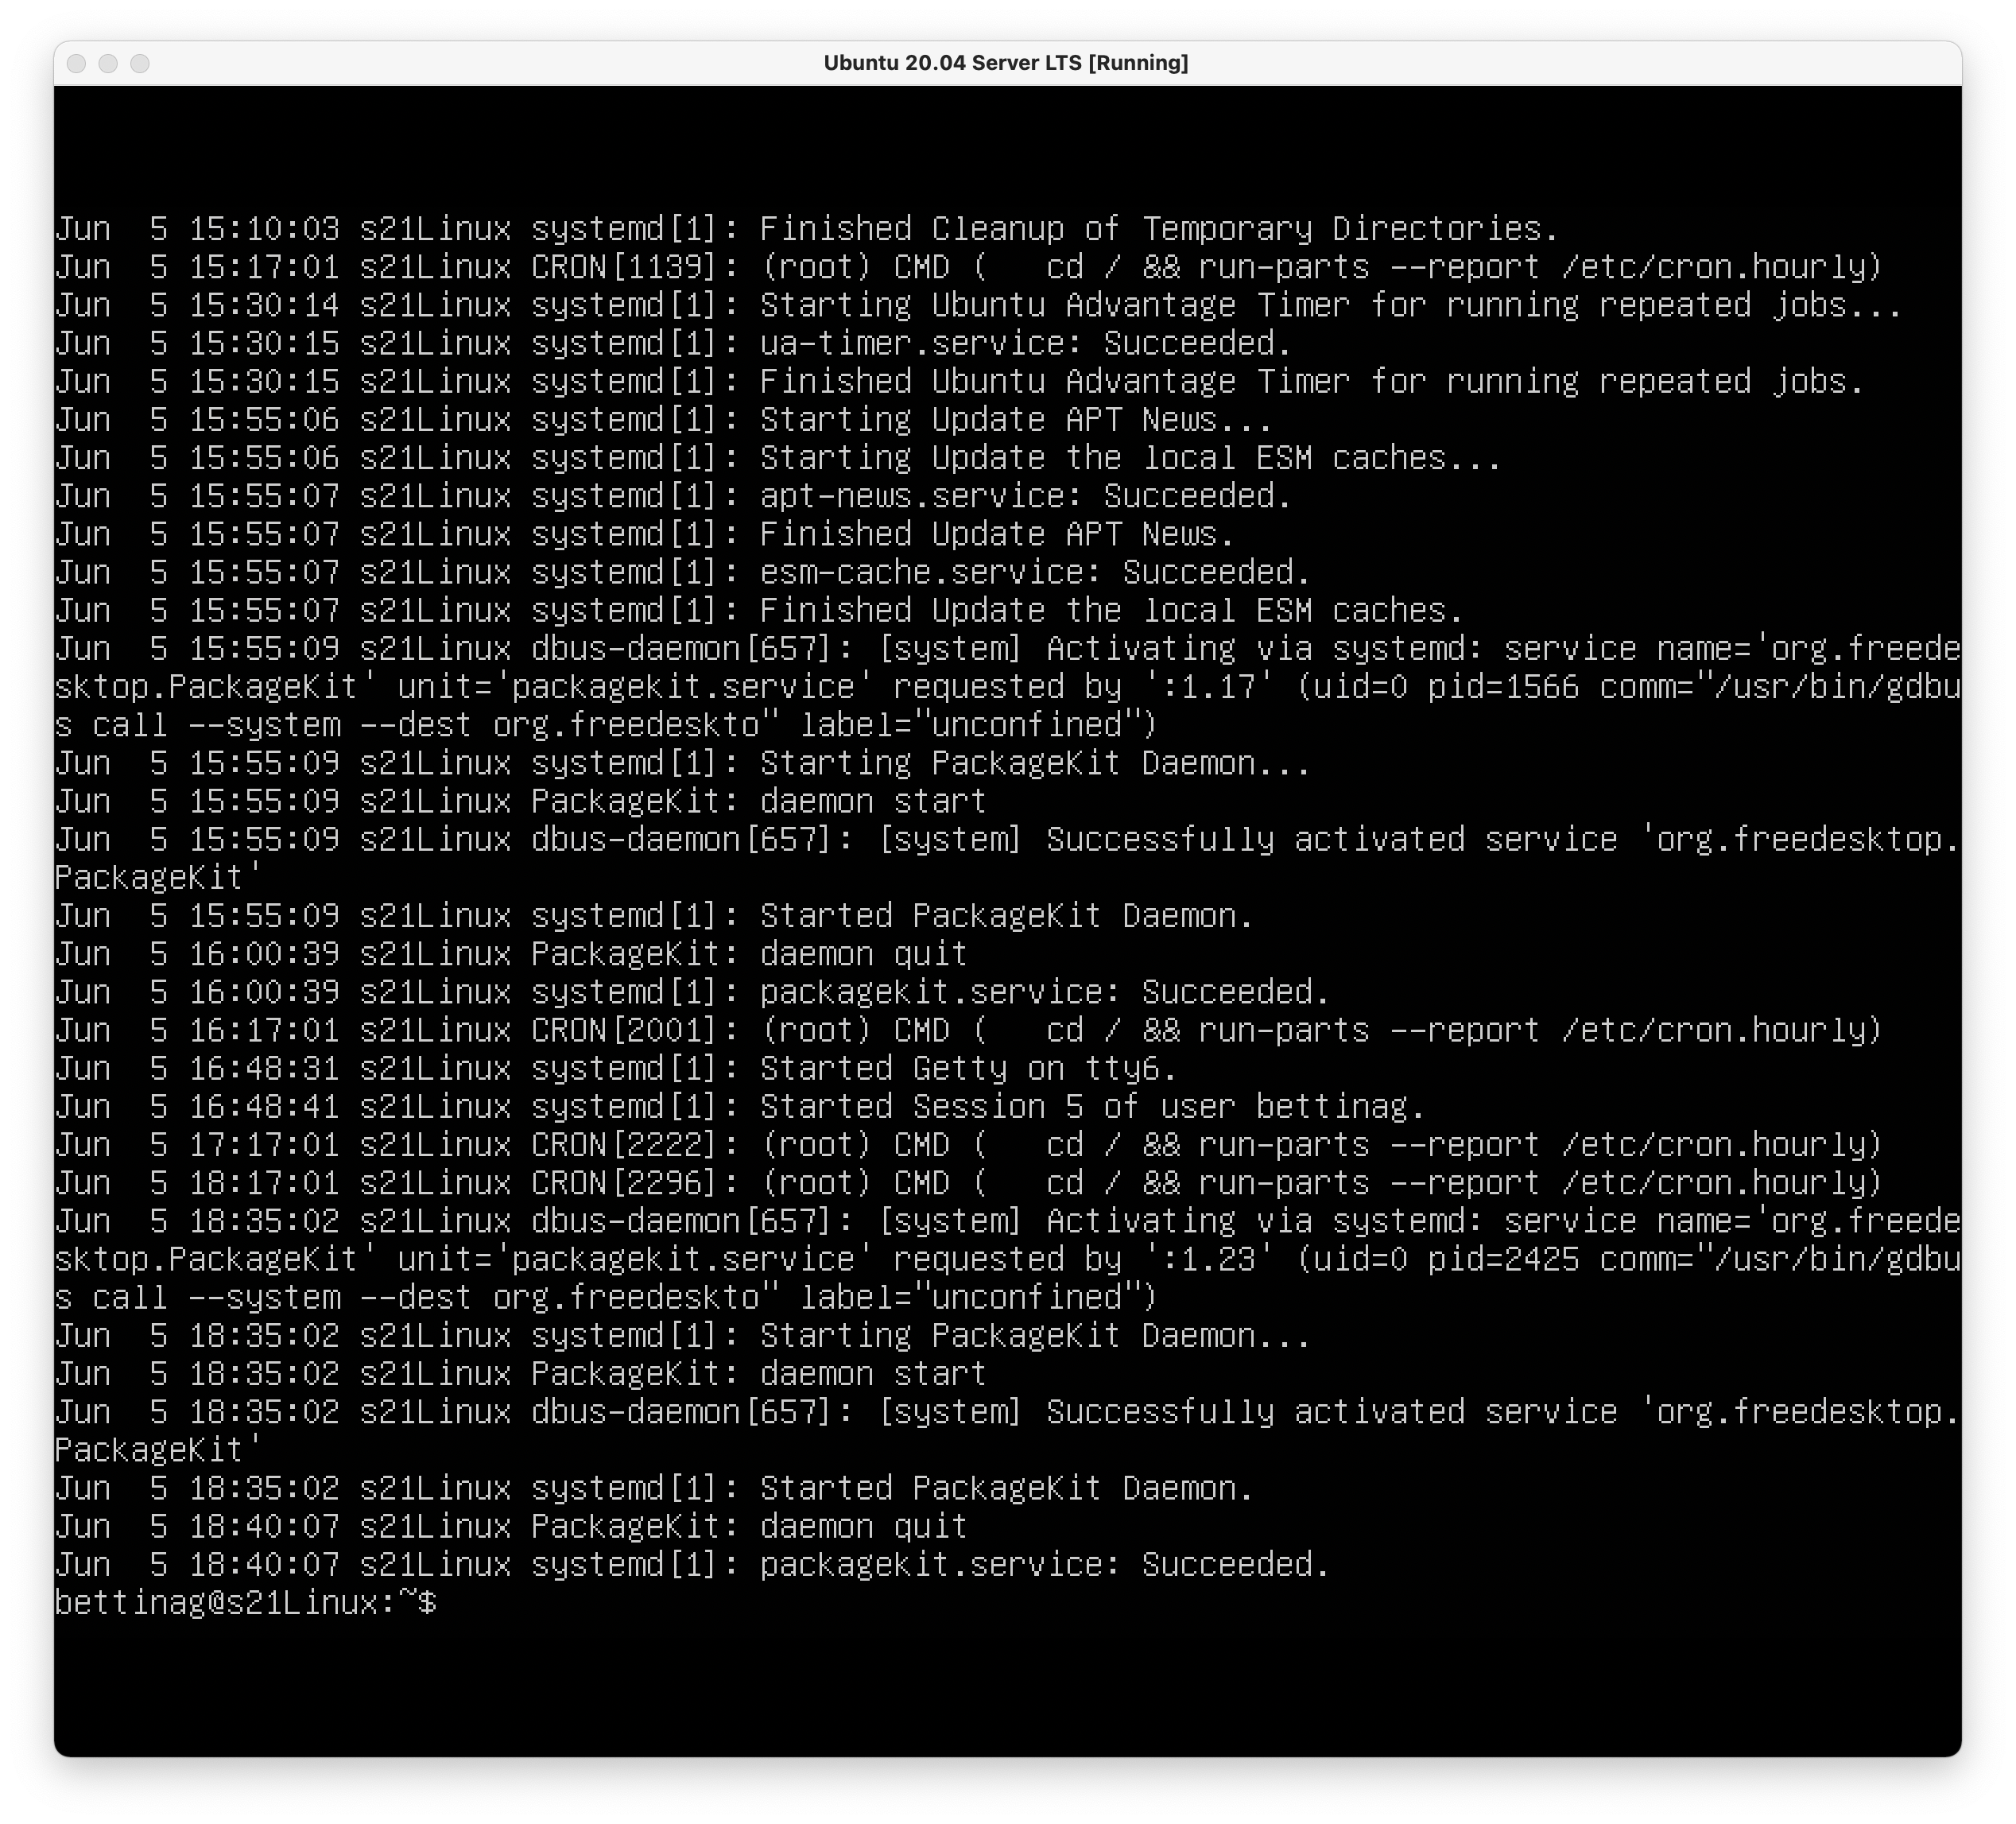 Ubuntu 20.04 Server LTS [Running]
Jun  5 15:10:03 s21Linux systemd[1]: Finished Cleanup of Temporary Directories.
Jun  5 15:17:01 s21Linux CRON[1139]: (root) CMD (   cd / && run-parts --report /etc/cron.hourly)
Jun  5 15:30:14 s21Linux systemd[1]: Starting Ubuntu Advantage Timer for running repeated jobs...
Jun  5 15:30:15 s21Linux systemd[1]: ua-timer.service: Succeeded.
Jun  5 15:30:15 s21Linux systemd[1]: Finished Ubuntu Advantage Timer for running repeated jobs.
Jun  5 15:55:06 s21Linux systemd[1]: Starting Update APT News...
Jun  5 15:55:06 s21Linux systemd[1]: Starting Update the local ESM caches...
Jun  5 15:55:07 s21Linux systemd[1]: apt-news.service: Succeeded.
Jun  5 15:55:07 s21Linux systemd[1]: Finished Update APT News.
Jun  5 15:55:07 s21Linux systemd[1]: esm-cache.service: Succeeded.
Jun  5 15:55:07 s21Linux systemd[1]: Finished Update the local ESM caches.
Jun  5 15:55:09 s21Linux dbus-daemon[657]: [system] Activating via systemd: service name='org.freede
sktop.PackageKit' unit='packagekit.service' requested by ':1.17' (uid=0 pid=1566 comm="/usr/bin/gdbu
s call --system --dest org.freedeskto" label="unconfined")
Jun  5 15:55:09 s21Linux systemd[1]: Starting PackageKit Daemon...
Jun  5 15:55:09 s21Linux PackageKit: daemon start
Jun  5 15:55:09 s21Linux dbus-daemon[657]: [system] Successfully activated service 'org.freedesktop.
PackageKit'
Jun  5 15:55:09 s21Linux systemd[1]: Started PackageKit Daemon.
Jun  5 16:00:39 s21Linux PackageKit: daemon quit
Jun  5 16:00:39 s21Linux systemd[1]: packagekit.service: Succeeded.
Jun  5 16:17:01 s21Linux CRON[2001]: (root) CMD (   cd / && run-parts --report /etc/cron.hourly)
Jun  5 16:48:31 s21Linux systemd[1]: Started Getty on tty6.
Jun  5 16:48:41 s21Linux systemd[1]: Started Session 5 of user bettinag.
Jun  5 17:17:01 s21Linux CRON[2222]: (root) CMD (   cd / && run-parts --report /etc/cron.hourly)
Jun  5 18:17:01 s21Linux CRON[2296]: (root) CMD (   cd / && run-parts --report /etc/cron.hourly)
Jun  5 18:35:02 s21Linux dbus-daemon[657]: [system] Activating via systemd: service name='org.freede
sktop.PackageKit' unit='packagekit.service' requested by ':1.23' (uid=0 pid=2425 comm="/usr/bin/gdbu
s call --system --dest org.freedeskto" label="unconfined")
Jun  5 18:35:02 s21Linux systemd[1]: Starting PackageKit Daemon...
Jun  5 18:35:02 s21Linux PackageKit: daemon start
Jun  5 18:35:02 s21Linux dbus-daemon[657]: [system] Successfully activated service 'org.freedesktop.
PackageKit'
Jun  5 18:35:02 s21Linux systemd[1]: Started PackageKit Daemon.
Jun  5 18:40:07 s21Linux PackageKit: daemon quit
Jun  5 18:40:07 s21Linux systemd[1]: packagekit.service: Succeeded.
bettinag@s21Linux:~$